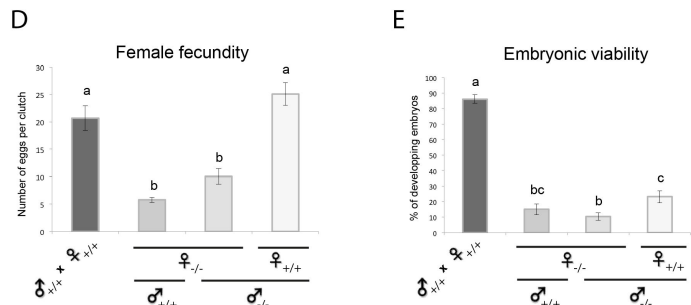 D
Female fecundity
Number of eggs per clutch
30
25
20
15
10
5
0
a
b
b
a
♂+/+ x ♀+/+
♀-/-
♀+/+
♂+/+
♂-/-
E
Embryonic viability
% of developping embryos
100
90
80
70
60
50
40
30
20
10
0
a
bc
b
c
♂+/+ x ♀+/+
♀-/-
♀+/+
♂+/+
♂-/-